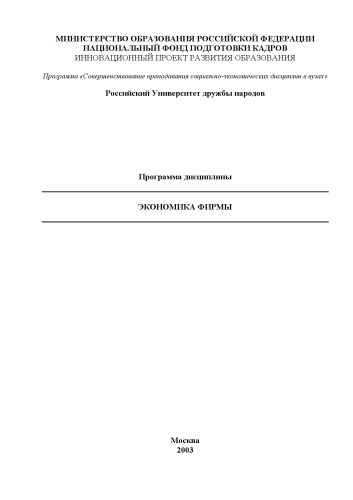 МИНИСТЕРСТВО ОБРАЗОВАНИЯ РОССИЙСКОЙ ФЕДЕРАЦИИ
НАЦИОНАЛЬНЫЙ ФОНД ПОДГОТОВКИ КАДРОВ
ИННОВАЦИОННЫЙ ПРОЕКТ РАЗВИТИЯ ОБРАЗОВАНИЯ
Программа «Совершенствование преподавания социально-экономических дисциплин в вузах»
Российский Университет дружбы народов
Программа дисциплины
ЭКОНОМИКА ФИРМЫ
Москва
2003